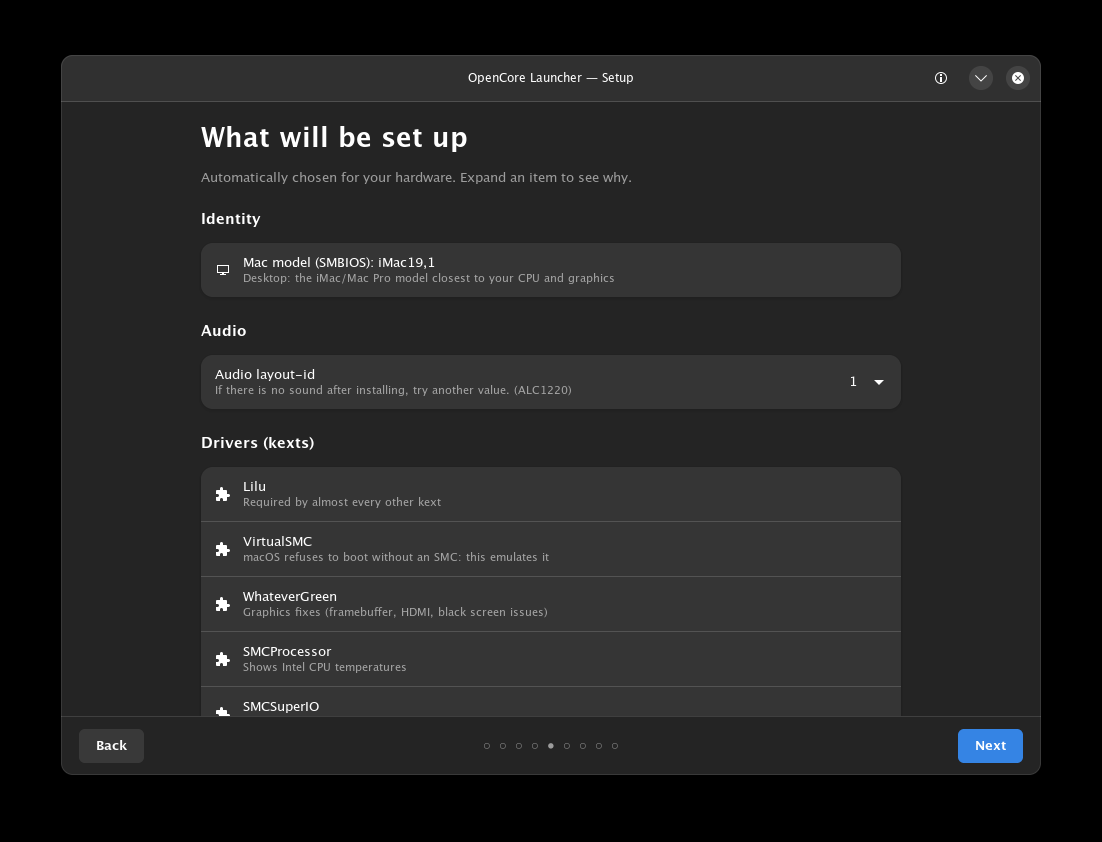 OpenCore Launcher — Setup
What will be set up
Automatically chosen for your hardware. Expand an item to see why.
Identity
Mac model (SMBIOS): iMac19,1
Desktop: the iMac/Mac Pro model closest to your CPU and graphics
Audio
Audio layout-id
1
If there is no sound after installing, try another value. (ALC1220)
Drivers (kexts)
Lilu
Required by almost every other kext
VirtualSMC
macOS refuses to boot without an SMC: this emulates it
WhateverGreen
Graphics fixes (framebuffer, HDMI, black screen issues)
SMCProcessor
Shows Intel CPU temperatures
SMCSuperIO
Back
Next